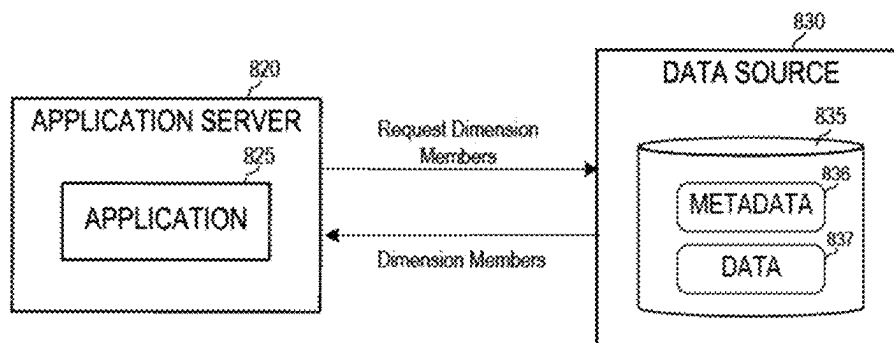 830
820
DATA SOURCE
APPLICATION SERVER
825
Request Dimension
Members
835
836
APPLICATION
METADATA
837
Dimension Members
DATA